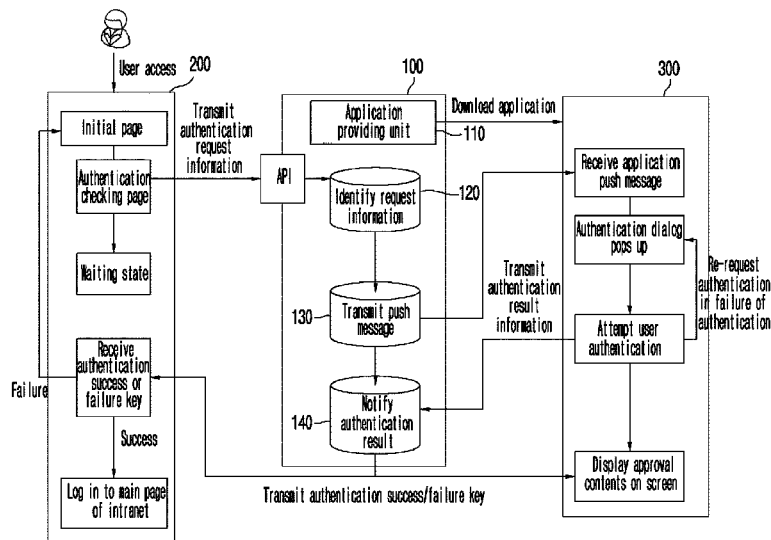 User access
200
Initial page
Authentication
checking page
Waiting state
Receive
authentication
success or
failure key
Failure
Success
Log in to main page
of intranet
Transmit
authentication
request
information
API
100
Application
providing unit
110
Identify request
information
120
130
Transmit push
message
140
Notify
authentication
result
Transmit authentication success/failure key
Download application
Transmit
authentication
result
information
300
Receive application
push message
Authentication dialog
pops up
Attempt user
authentication
Re-request
authentication
in failure of
authentication
Display approval
contents on screen